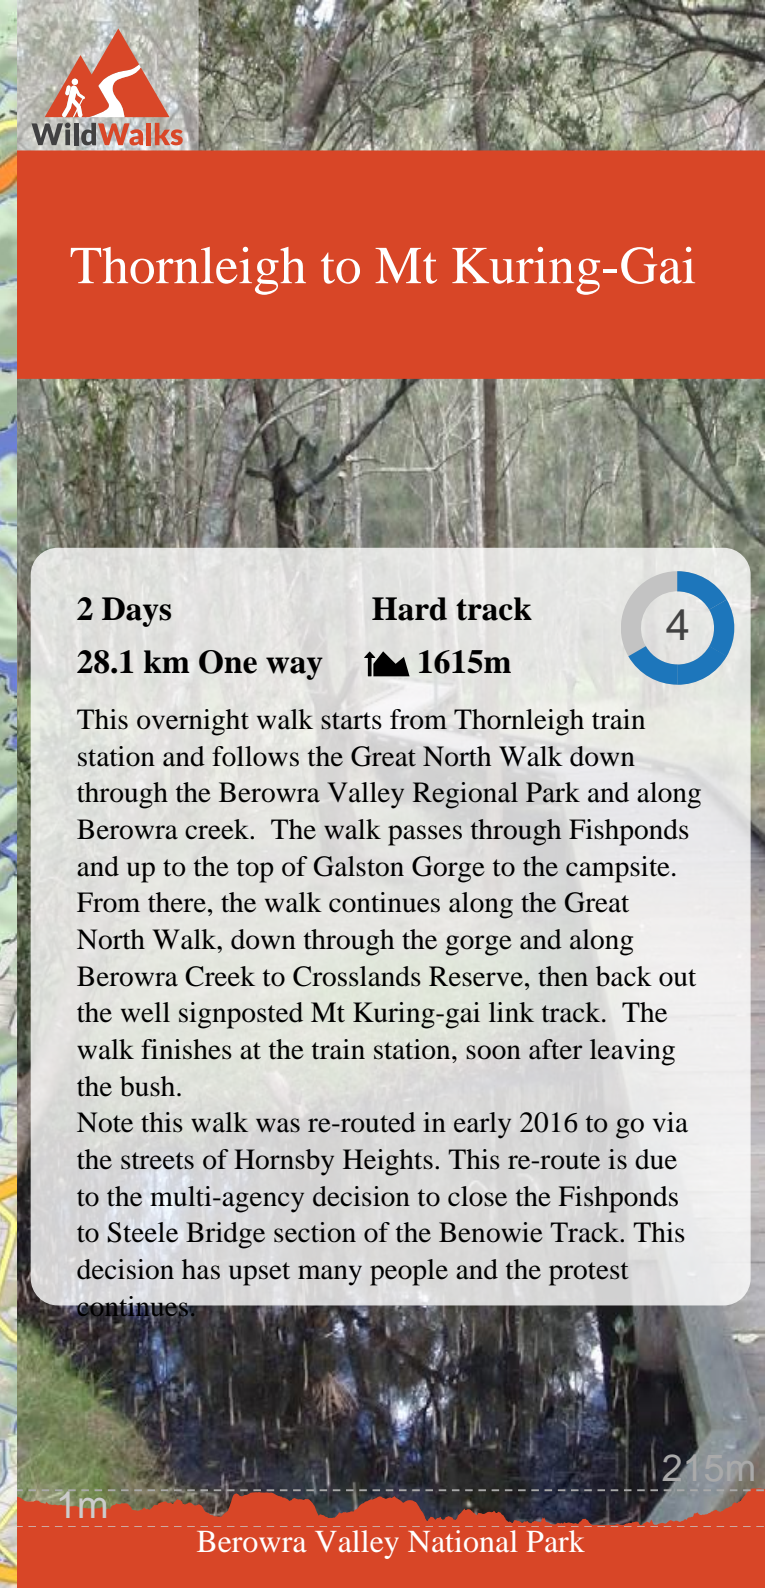 WildWalks
Thornleigh to Mt Kuring-Gai
2 Days
Hard track
4
28.1 km One way
1615m
This overnight walk starts from Thornleigh train
station and follows the Great North Walk down
through the Berowra Valley Regional Park and along
Berowra creek.  The walk passes through Fishponds
and up to the top of Galston Gorge to the campsite.
From there, the walk continues along the Great
North Walk, down through the gorge and along
Berowra Creek to Crosslands Reserve, then back out
the well signposted Mt Kuring-gai link track.  The
walk finishes at the train station, soon after leaving
the bush.
Note this walk was re-routed in early 2016 to go via
the streets of Hornsby Heights. This re-route is due
to the multi-agency decision to close the Fishponds
to Steele Bridge section of the Benowie Track. This
decision has upset many people and the protest
continues.
215m
1m
Berowra Valley National Park